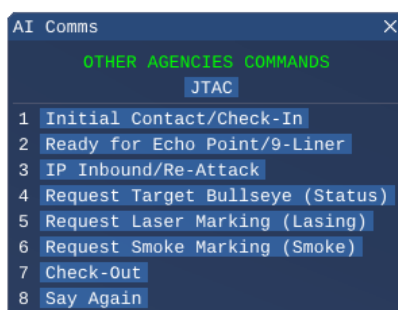 AI Comms
OTHER AGENCIES COMMANDS
JTAC
1 Initial Contact/Check-In
2 Ready for Echo Point/9-Liner
3 IP Inbound/Re-Attack
4 Request Target Bullseye (Status)
5 Request Laser Marking (Lasing)
6 Request Smoke Marking (Smoke)
7 Check-Out
8 Say Again